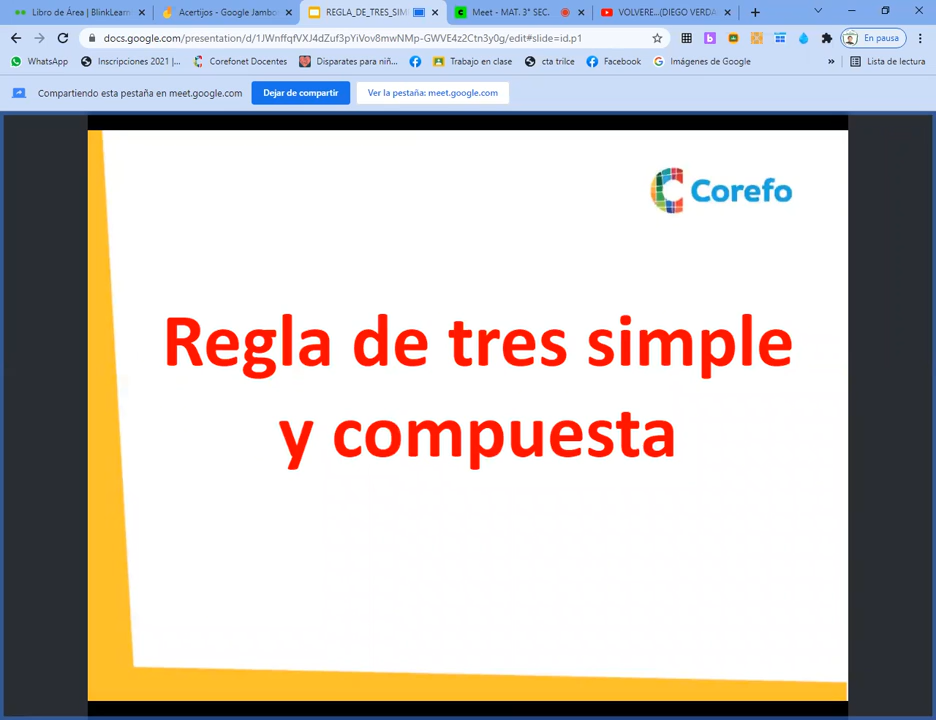 Libro de Área | BlinkLearn
Acertijos - Google Jambo
REGLA_DE_TRES_SIM
Meet - MAT. 3° SEC.
VOLVERE...(DIEGO VERDA
docs.google.com/presentation/d/1JWnffqfVXJ4dZuf3pYiVov8mwNMp-GWVE4z2Ctn3y0g/edit#slide=id.p1
En pausa
WhatsApp
Inscripciones 2021 |...
Corefonet Docentes
Disparates para niñ...
Trabajo en clase
cta trilce
Facebook
Imágenes de Google
»
Lista de lectura
Compartiendo esta pestaña en meet.google.com
Dejar de compartir
Ver la pestaña: meet.google.com
Corefo
Regla de tres simple
y compuesta